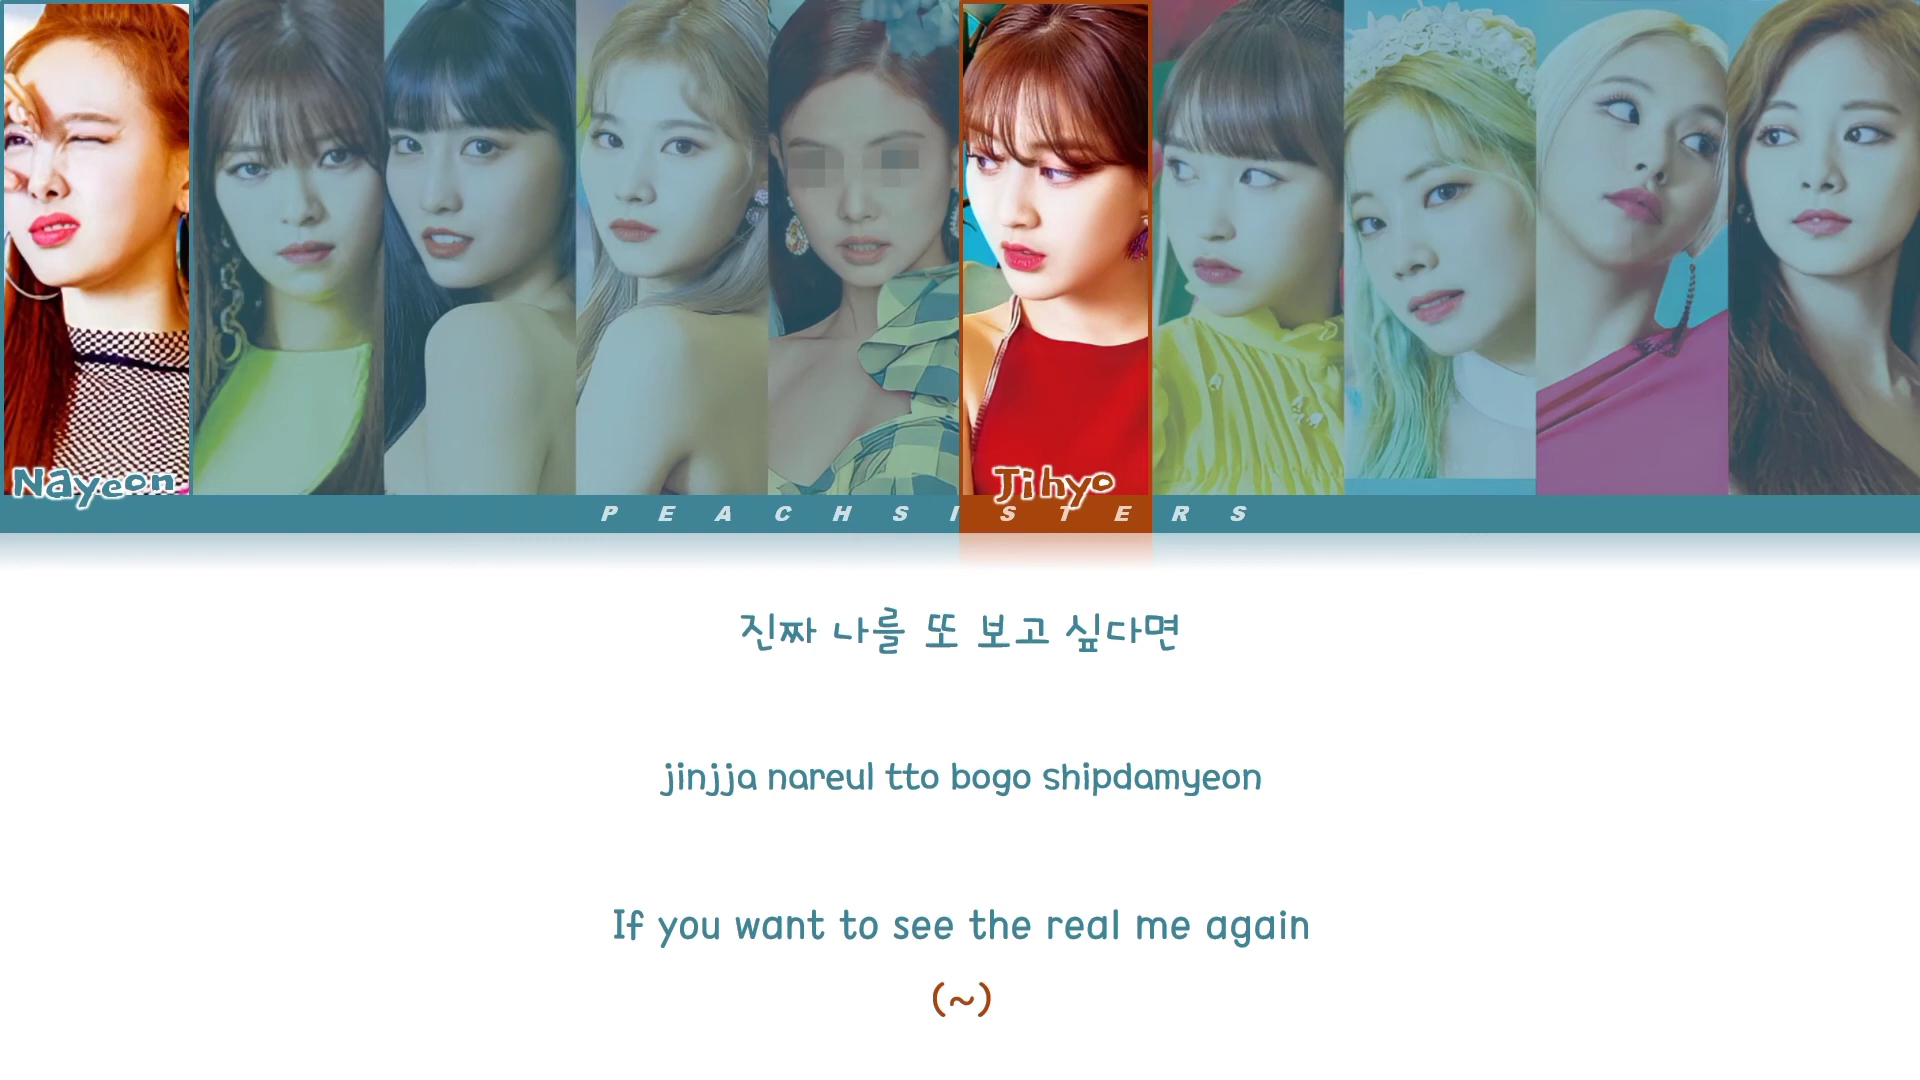 Nayeon
Jihyo
PEACHSISTERS
진짜 나를 또 보고 싶다면
jinjja nareul tto bogo shipdamyeon
If you want to see the real me again
(~)